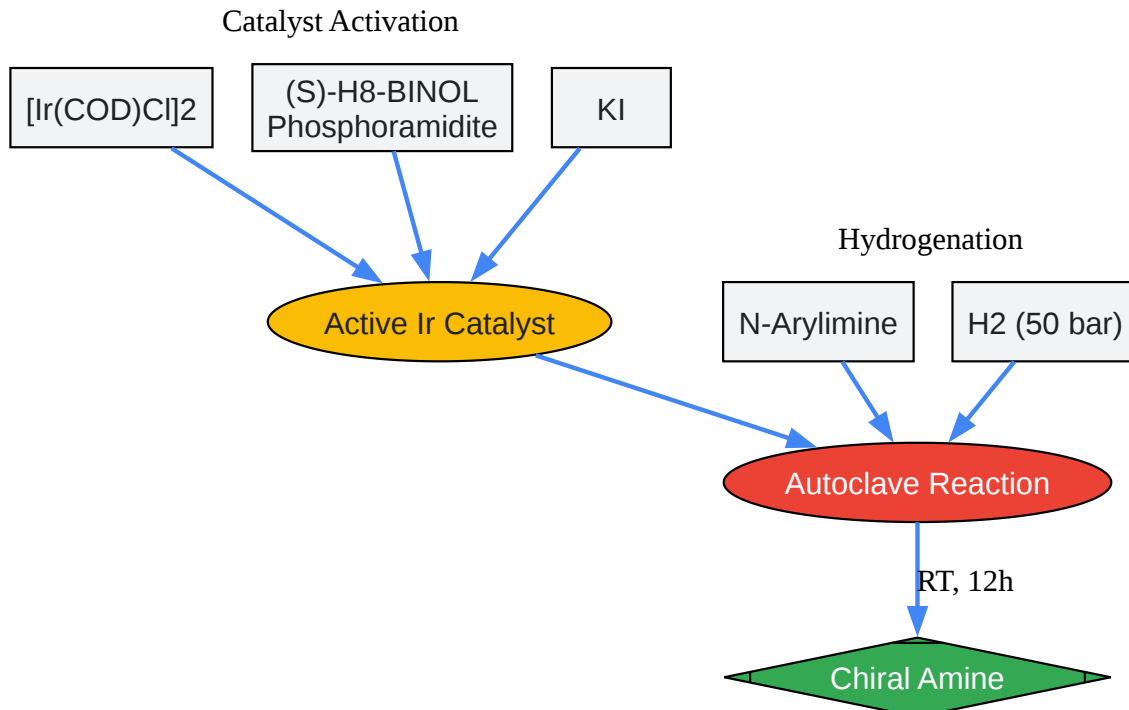 Catalyst Activation
[Ir(COD)Cl]2
(S)-H8-BINOL
Phosphoramidite
KI
Hydrogenation
Active Ir Catalyst
N-Arylimine
H2 (50 bar)
Autoclave Reaction
RT, 12h
Chiral Amine